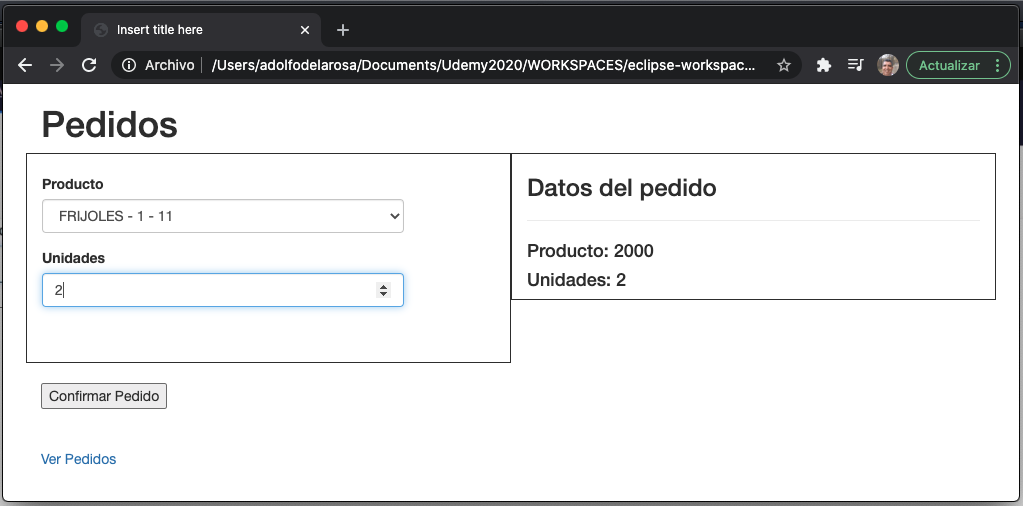 Insert title here
Archivo /Users/adolfodelarosa/Documents/Udemy2020/WORKSPACES/eclipse-workspac... Actualizar
Pedidos
Producto
FRIJOLES - 1 - 11
Unidades
2
Datos del pedido
Producto: 2000
Unidades: 2
Confirmar Pedido
Ver Pedidos